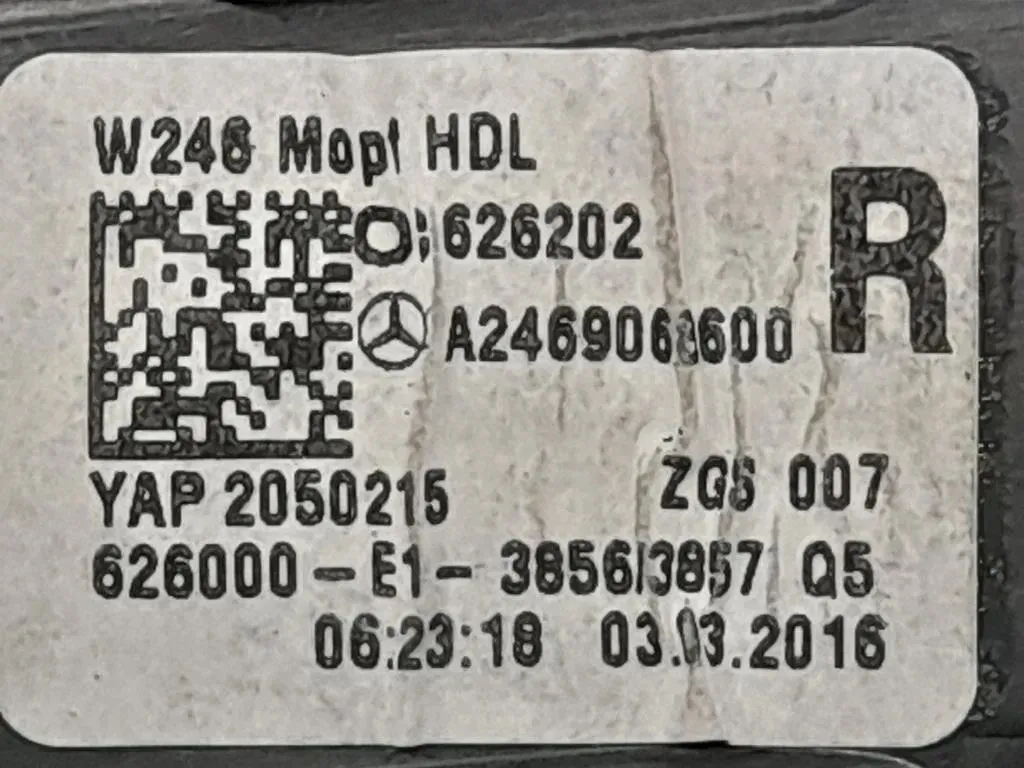 W246 Mopf HDL
R
:626202
YAP 2050215
ZGS 007
626000 - E1 - 3856/3857 Q5
06:23:18 03.03.2016